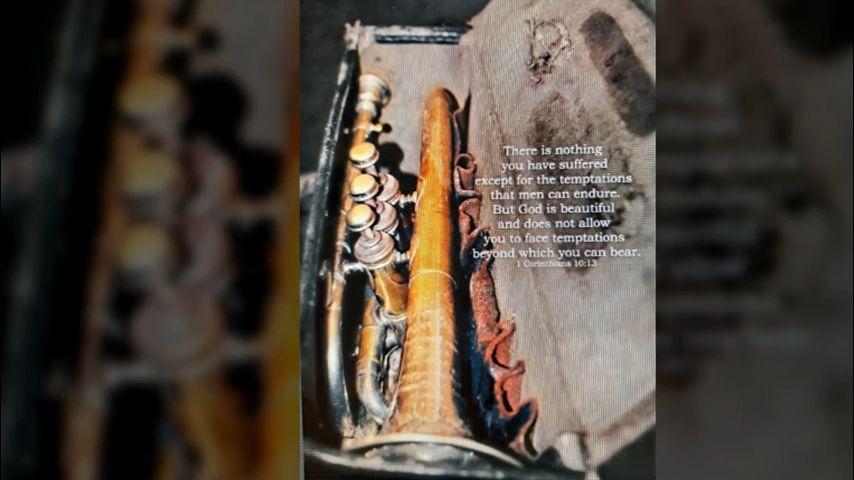 There is nothing
you have suffered
except for the temptations
that men can endure.
But God is beautiful
and does not allow
you to face temptations
beyond which you can bear.
1 Corinthians 10:13